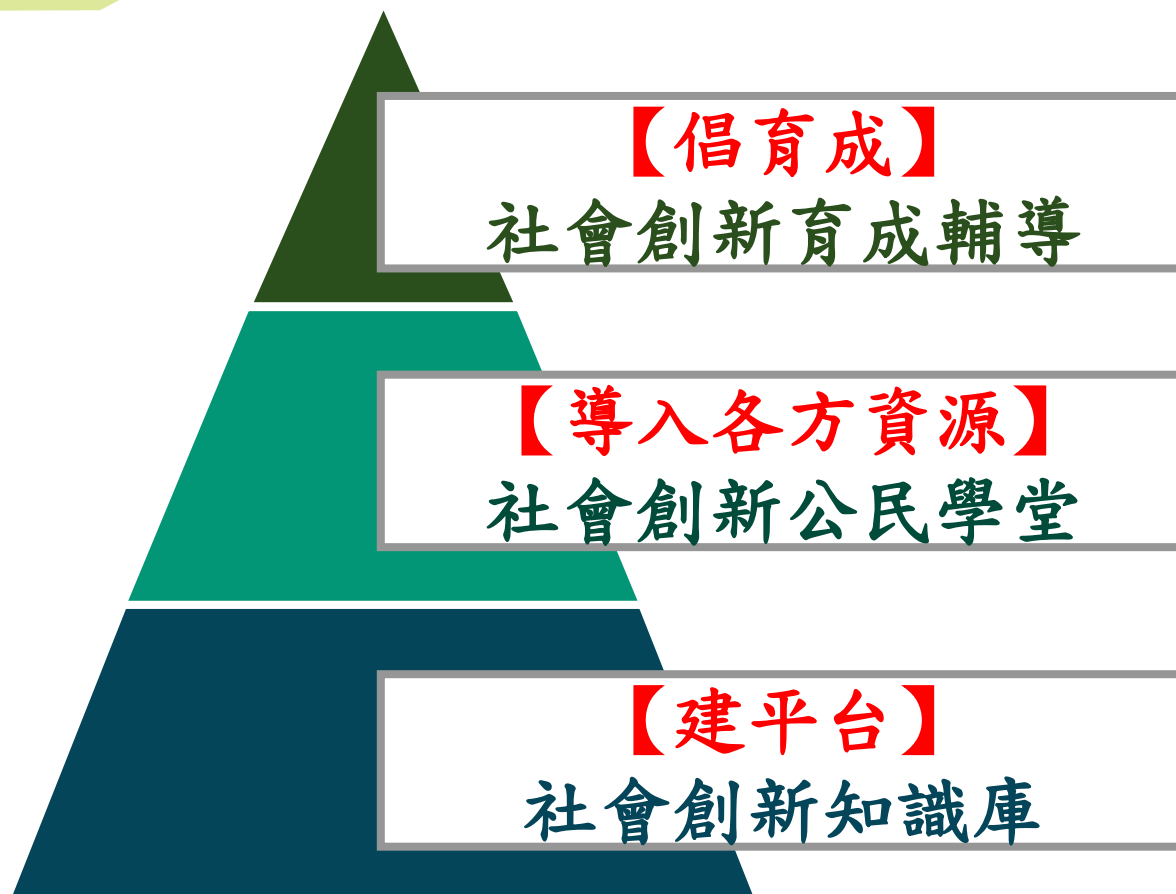 【倡育成】
社會創新育成輔導
【導入各方資源】
社會創新公民學堂
【建平台】
社會創新知識庫